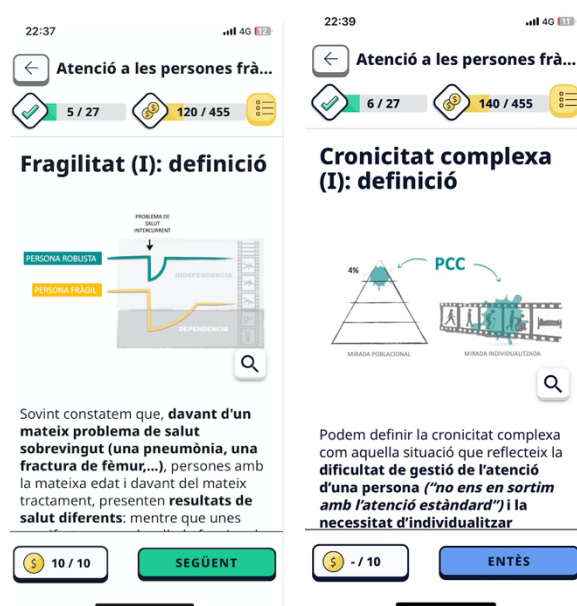 22:37
4G 12
Atenció a les persones frà...
5 / 27
120 / 455
Fragilitat (I): definició
PROBLEMA DE
SALUT
INTERCURRENT
PERSONA ROBUSTA
INDEPENDENCIA
PERSONA FRÀGIL
DEPENDENCIA
Sovint constatem que, davant d'un
mateix problema de salut
sobrevingut (una pneumònia, una
fractura de fèmur,...), persones amb
la mateixa edat i davant del mateix
tractament, presenten resultats de
salut diferents: mentre que unes
10 / 10
SEGÜENT
22:39
4G 11
Atenció a les persones frà...
6 / 27
140 / 455
Cronicitat complexa
(I): definició
4%
PCC
MIRADA POBLACIONAL
MIRADA INDIVIDUALITZADA
Podem definir la cronicitat complexa
com aquella situació que reflecteix la
dificultat de gestió de l'atenció
d'una persona ("no ens en sortim
amb l'atenció estàndard") i la
necessitat d'individualitzar
- / 10
ENTÈS